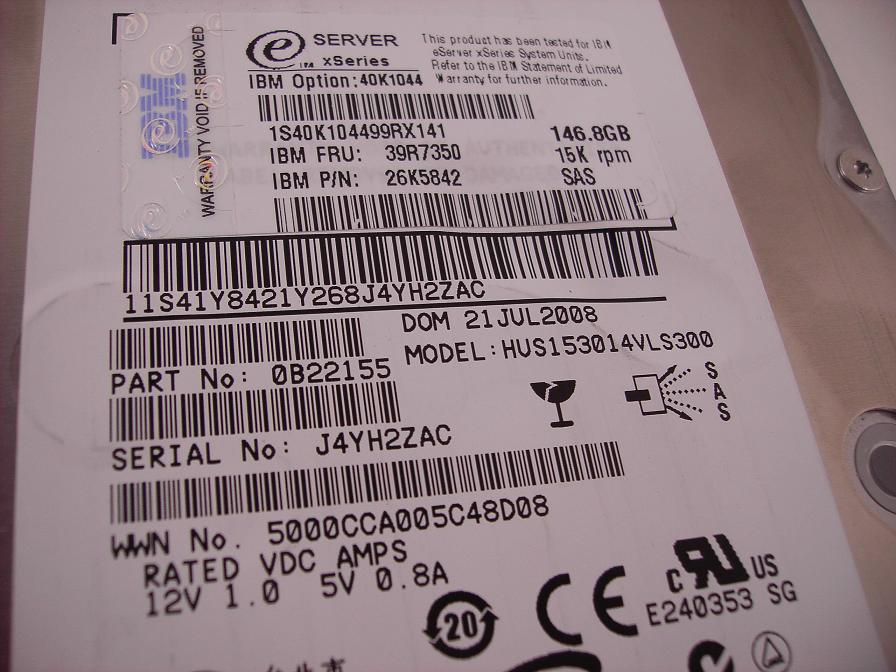 SERVER
xSeries
This product has been tested for IBM
eServer xSeries System Units.
Refer to the IBM Statement of Limited
Warranty for further information.
IBM Option:40K1044
IBM
WARRANTY VOID IF REMOVED
1S40K104499RX141
146.8GB
IBM FRU: 39R7350
15K rpm
IBM P/N: 26K5842
SAS
11S41Y8421Y268J4YH2ZAC
DOM 21JUL2008
MODEL:HUS153014VLS300
PART No: 0B22155
SAS
SERIAL No: J4YH2ZAC
WWN No. 5000CCA005C48D08
RATED VDC AMPS
12V 1.0 5V 0.8A
20
CE
c RU US
E240353 SG